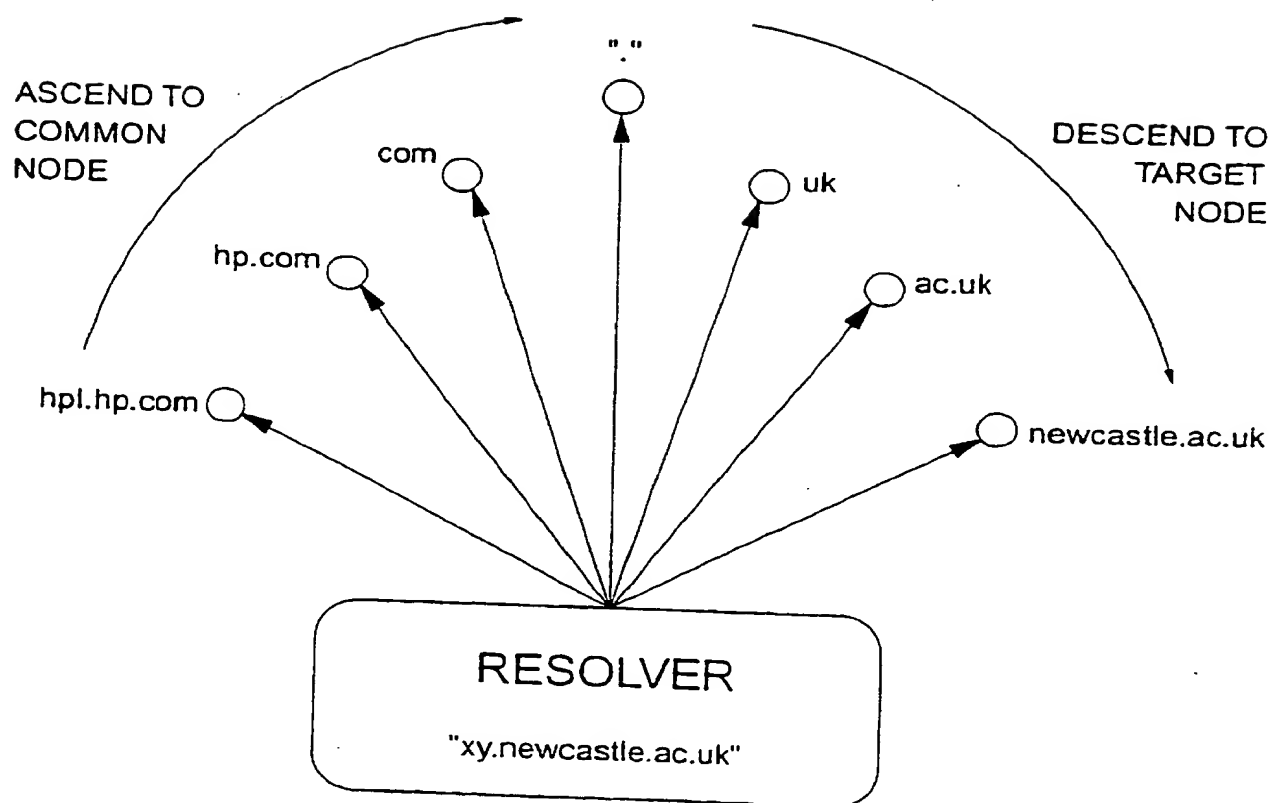 "."
ASCEND TO
COMMON
NODE
com
uk
DESCEND TO
TARGET
NODE
hp.com
ac.uk
hpl.hp.com
newcastle.ac.uk
RESOLVER
"xy.newcastle.ac.uk"